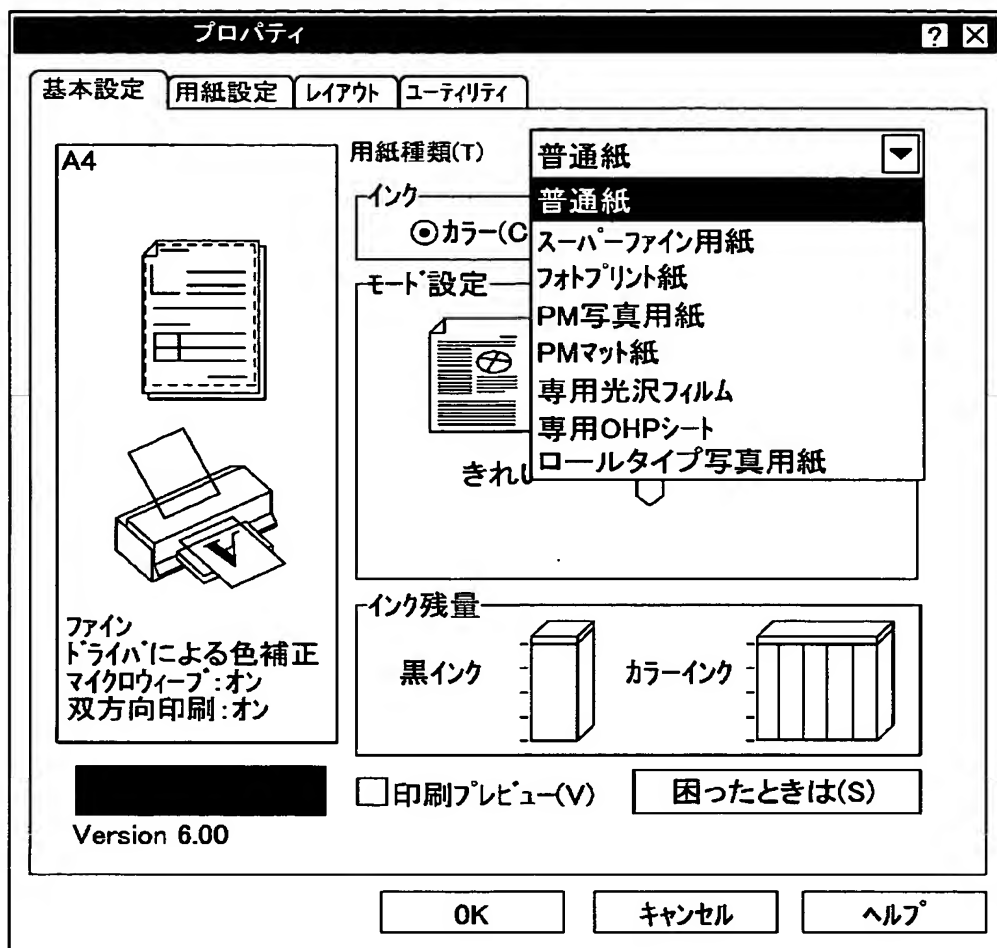 プロパティ
基本設定
用紙設定
レイアウト
ユーティリティ
A4
用紙種類(T)
普通紙
普通紙
スーパーファイン用紙
フォトプリント紙
PM写真用紙
PMマット紙
専用光沢フィルム
専用OHPシート
ロールタイプ写真用紙
インク
カラー(C
モード設定
きれい
V
ファイン
ドライバによる色補正
マイクロウィーブ:オン
双方向印刷:オン
インク残量
黒インク
カラーインク
印刷プレビュー(V)
困ったときは(S)
Version 6.00
OK
キャンセル
ヘルプ